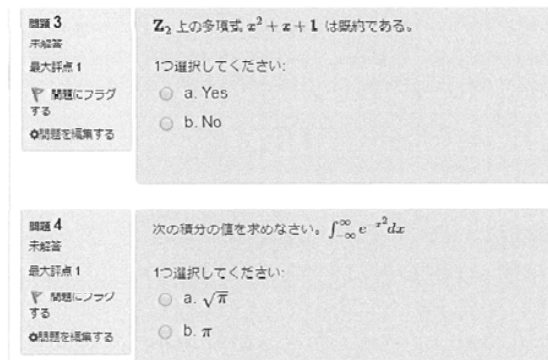 問題 3
未解答
最大評点 1
問題にフラグ
する
問題を編集する
Z₂ 上の多項式 x² + x + 1 は既約である。
1つ選択してください:
a. Yes
b. No
問題 4
未解答
最大評点 1
問題にフラグ
する
問題を編集する
次の積分の値を求めなさい。∫_{-∞}^{∞} e^{-x²} dx
1つ選択してください:
a. √π
b. π